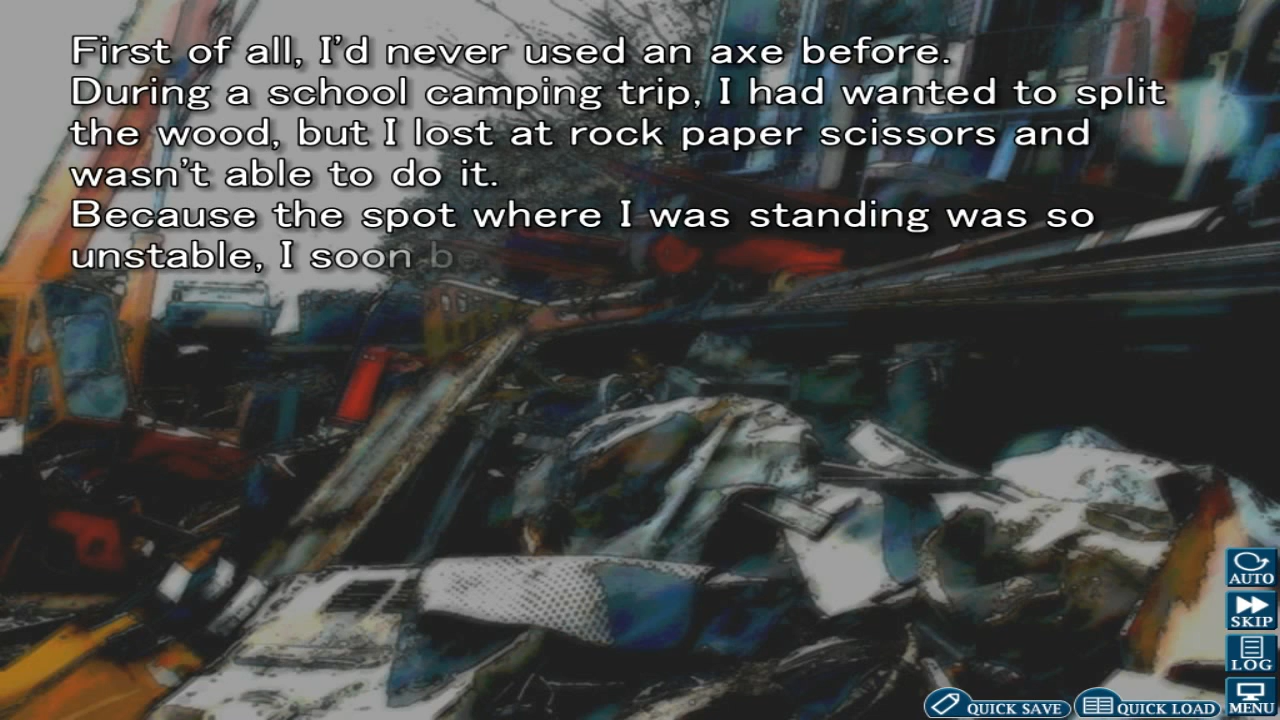 First of all, I'd never used an axe before.
During a school camping trip, I had wanted to split
the wood, but I lost at rock paper scissors and
wasn't able to do it.
Because the spot where I was standing was so
unstable, I soon be
AUTO
SKIP
LOG
MENU
QUICK SAVE
QUICK LOAD